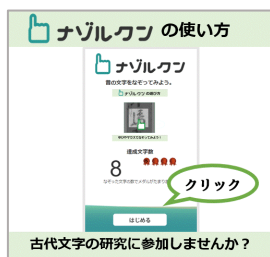 ナゾルクン の使い方
ナゾルクン
昔の文字をなぞってみよう。
ナゾルクン の遊び方
達成文字数
8
クリック
はじめる
古代文字の研究に参加しませんか？